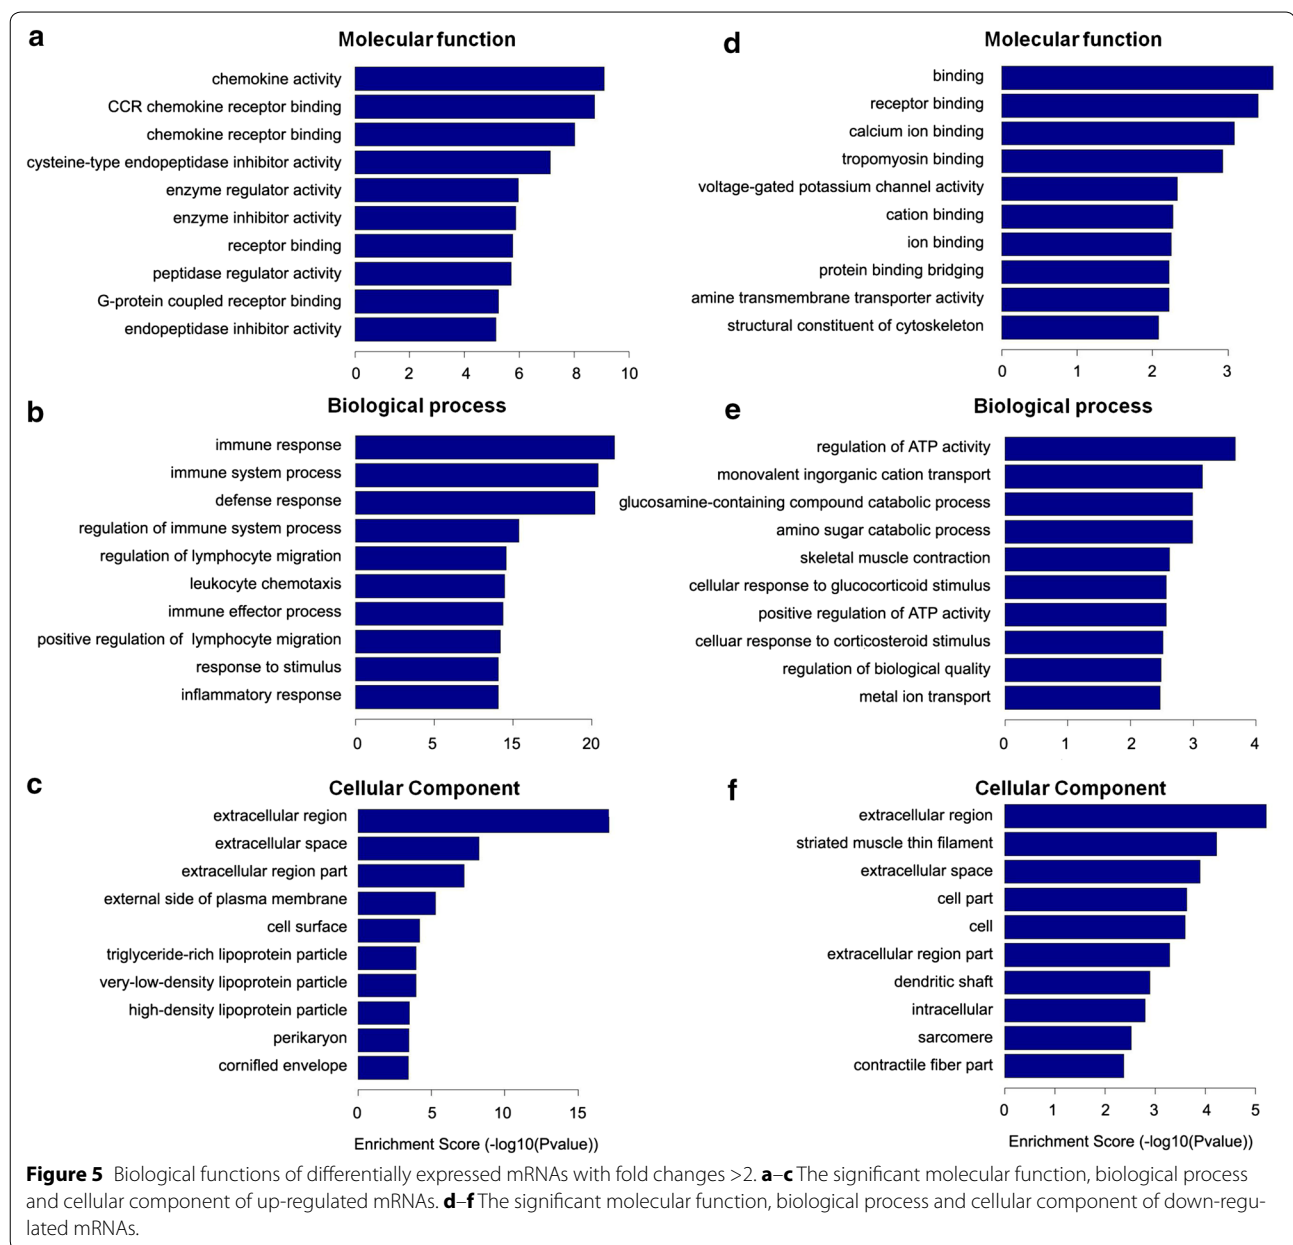 a
Molecular function
chemokine activity
CCR chemokine receptor binding
chemokine receptor binding
cysteine-type endopeptidase inhibitor activity
enzyme regulator activity
enzyme inhibitor activity
receptor binding
peptidase regulator activity
G-protein coupled receptor binding
endopeptidase inhibitor activity
0 2 4 6 8 10
b
Biological process
immune response
immune system process
defense response
regulation of immune system process
regulation of lymphocyte migration
leukocyte chemotaxis
immune effector process
positive regulation of lymphocyte migration
response to stimulus
inflammatory response
0 5 15 20
c
Cellular Component
extracellular region
extracellular space
extracellular region part
external side of plasma membrane
cell surface
triglyceride-rich lipoprotein particle
very-low-density lipoprotein particle
high-density lipoprotein particle
perikaryon
cornifled envelope
0 5 10 15
Enrichment Score (-log10(Pvalue))
d
Molecular function
binding
receptor binding
calcium ion binding
tropomyosin binding
voltage-gated potassium channel activity
cation binding
ion binding
protein binding bridging
amine transmembrane transporter activity
structural constituent of cytoskeleton
0 1 2 3
e
Biological process
regulation of ATP activity
monovalent ingorganic cation transport
glucosamine-containing compound catabolic process
amino sugar catabolic process
skeletal muscle contraction
cellular response to glucocorticoid stimulus
positive regulation of ATP activity
celluar response to corticosteroid stimulus
regulation of biological quality
metal ion transport
0 1 2 3 4
f
Cellular Component
extracellular region
striated muscle thin filament
extracellular space
cell part
cell
extracellular region part
dendritic shaft
intracellular
sarcomere
contractile fiber part
0 1 2 3 4 5
Enrichment Score (-log10(Pvalue))
Figure 5 Biological functions of differentially expressed mRNAs with fold changes >2. a–c The significant molecular function, biological process
and cellular component of up-regulated mRNAs. d–f The significant molecular function, biological process and cellular component of down-regu-
lated mRNAs.